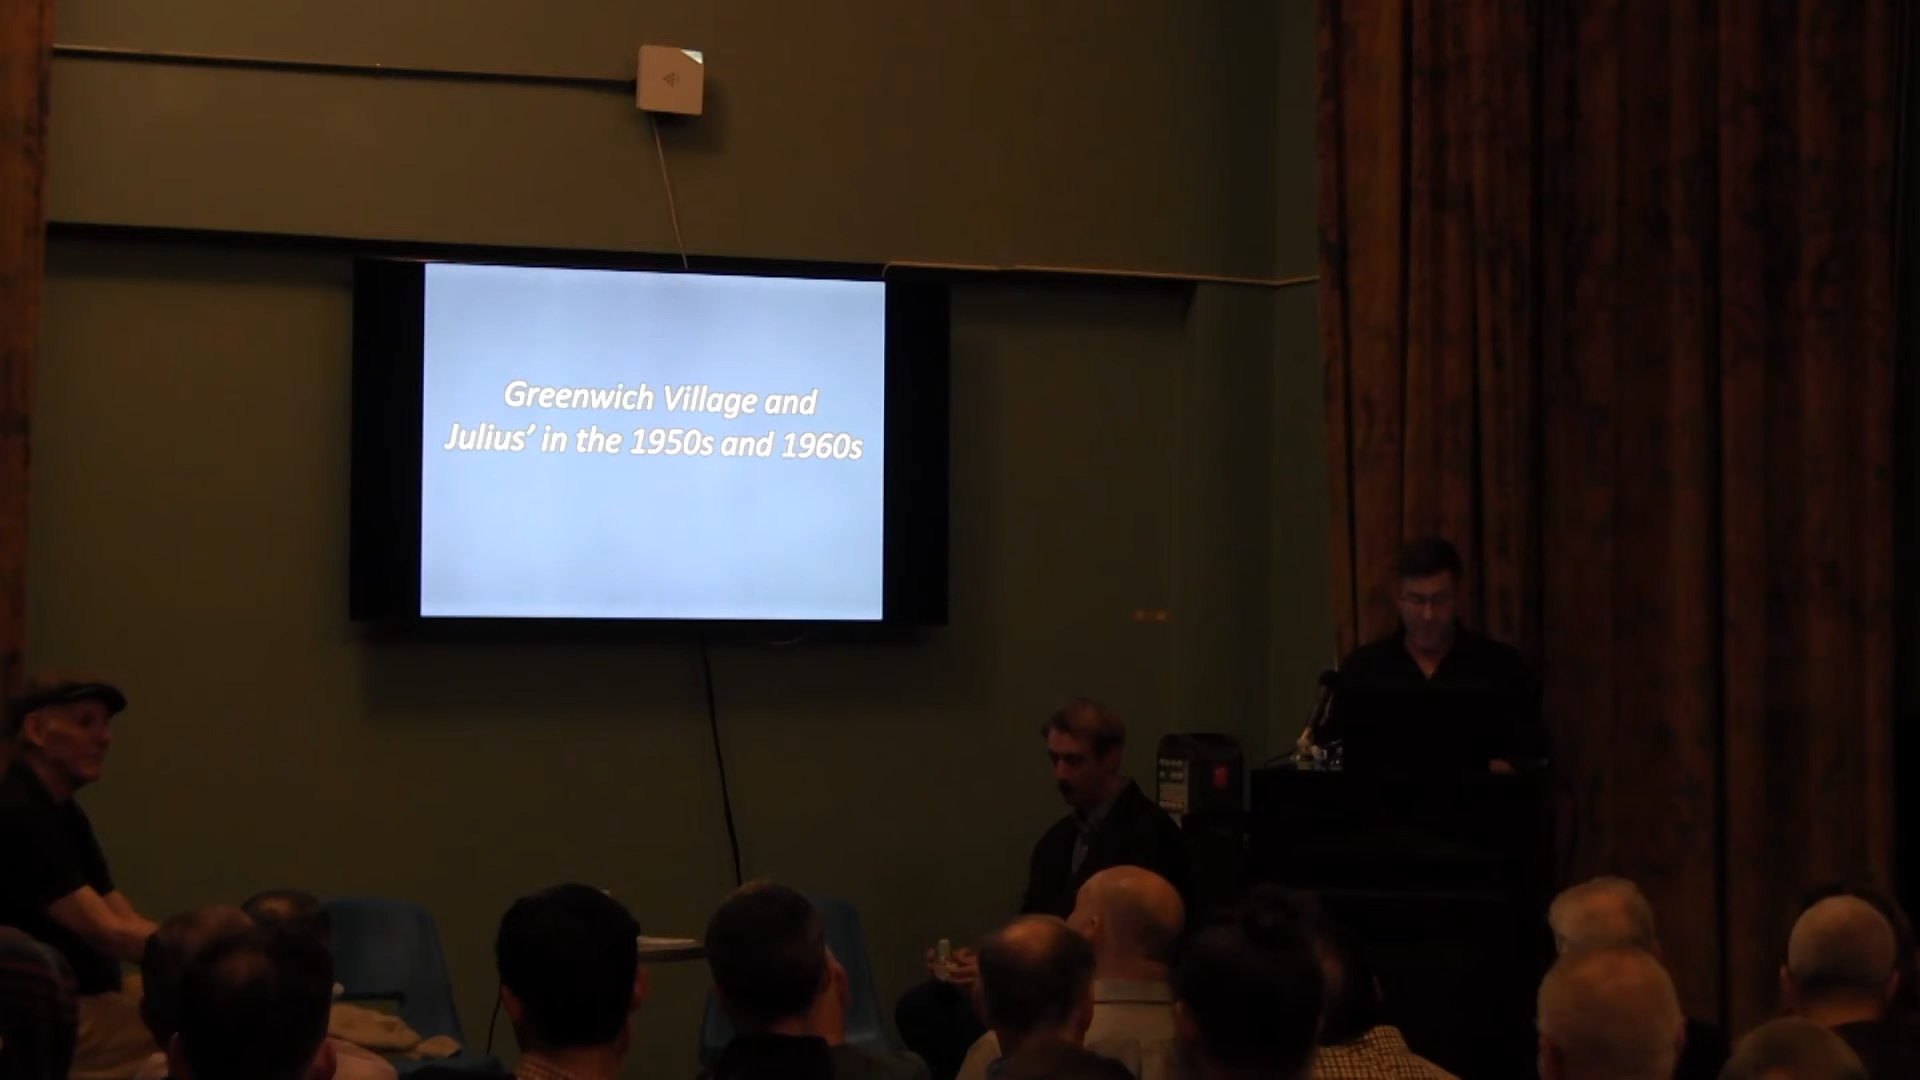 Greenwich Village and
Julius’ in the 1950s and 1960s